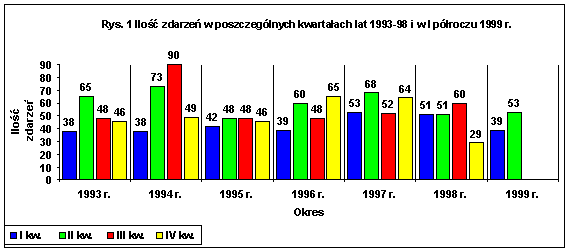 Rys. 1 Ilość zdarzeń w poszczególnych kwartałach lat 1993-98 i w I półroczu 1999 r.
Ilość zdarzeń
90
80
70
60
50
40
30
20
10
0
38 65 48 46
38 73 90 49
42 48 48 46
39 60 48 65
53 68 52 64
51 51 60 29
39 53
1993 r. 1994 r. 1995 r. 1996 r. 1997 r. 1998 r. 1999 r.
Okres
I kw. II kw. III kw. IV kw.